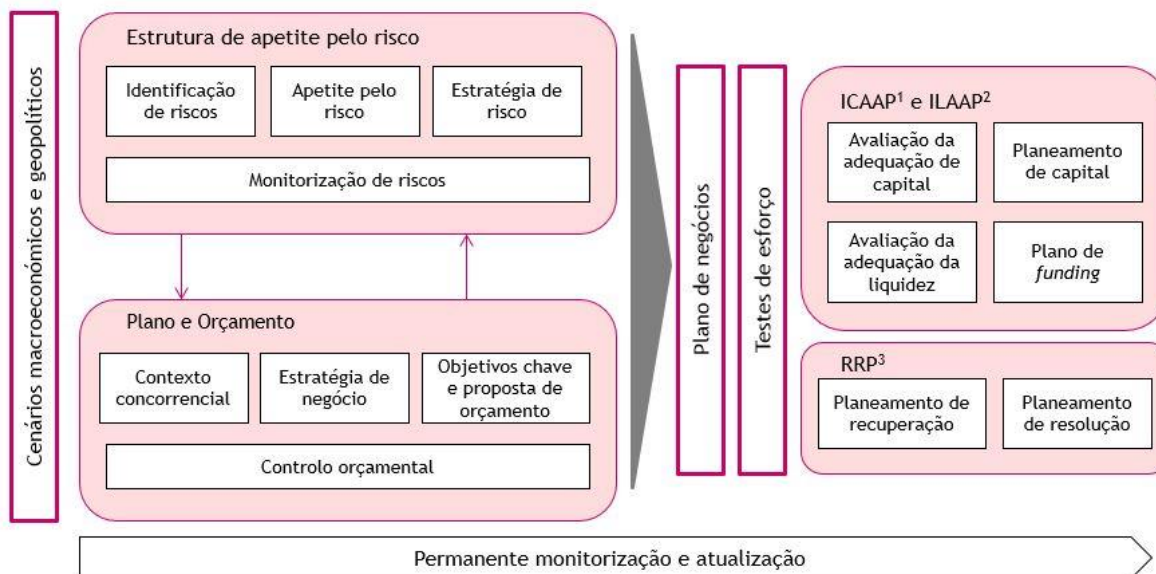 Cenários macroeconómicos e geopolíticos
Estrutura de apetite pelo risco
Identificação
de riscos
Apetite pelo
risco
Estratégia de
risco
Monitorização de riscos
Plano e Orçamento
Contexto
concorrencial
Estratégia de
negócio
Objetivos chave
e proposta de
orçamento
Controlo orçamental
Plano de negócios
Testes de esforço
ICAAP¹ e ILAAP²
Avaliação da
adequação de
capital
Planeamento
de capital
Avaliação da
adequação da
liquidez
Plano de
funding
RRP³
Planeamento de
recuperação
Planeamento
de resolução
Permanente monitorização e atualização